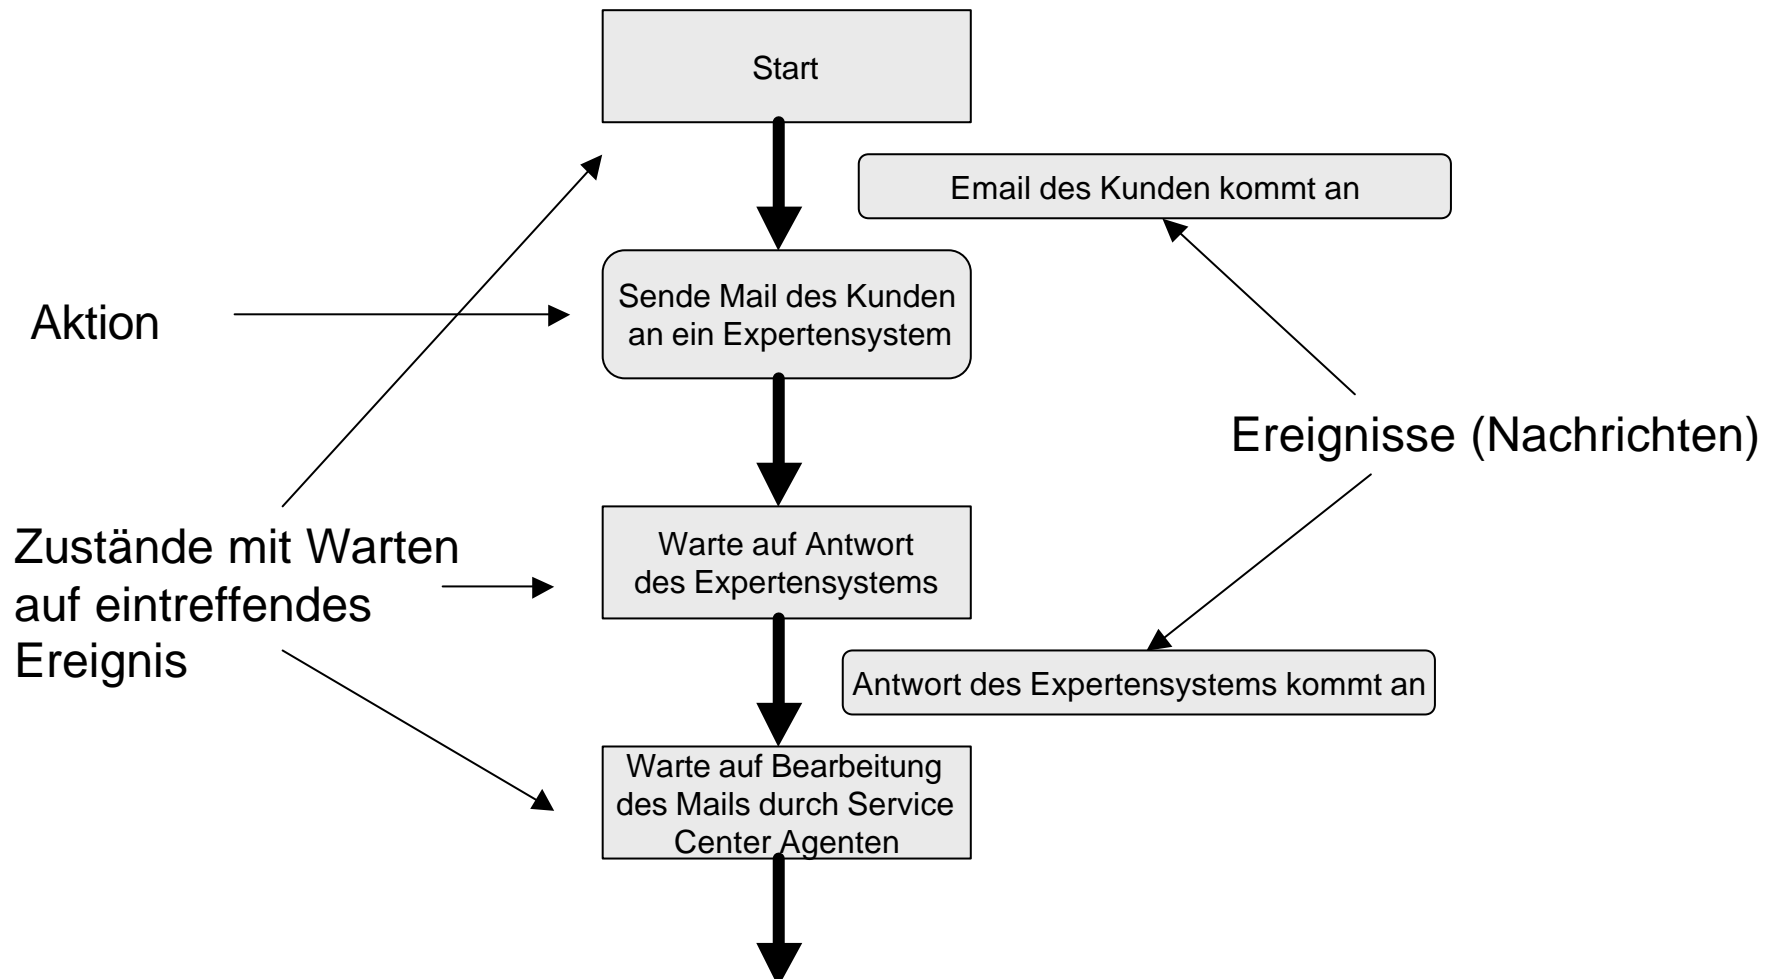 Start
Email des Kunden kommt an
Sende Mail des Kunden
an ein Expertensystem
Aktion
Ereignisse (Nachrichten)
Zustände mit Warten
auf eintreffendes
Ereignis
Warte auf Antwort
des Expertensystems
Antwort des Expertensystems kommt an
Warte auf Bearbeitung
des Mails durch Service
Center Agenten